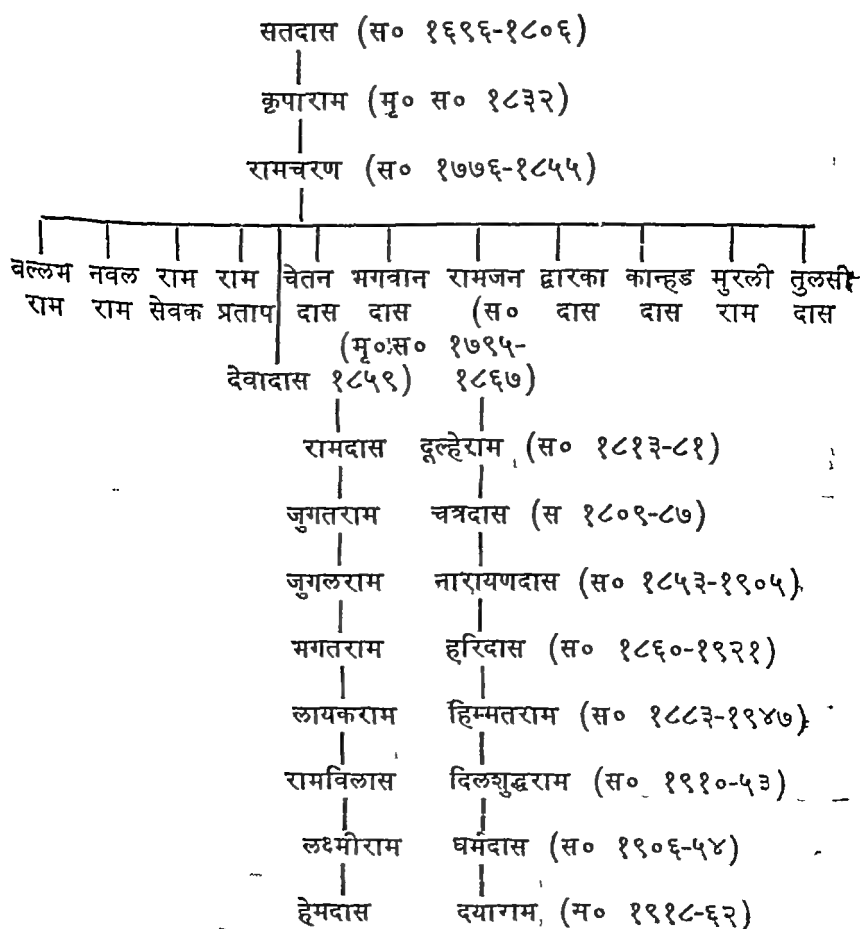 सतदास (स० १६९६-१८०६)
कृपाराम (मृ० स० १८३२)
रामचरण (स० १७७६-१८५५)
वल्लभ नवल राम राम चेतन भगवान रामजन द्वारका कान्हड मुरली तुलसी
राम राम सेवक प्रताप दास दास (स० दास दास राम दास
(मृ० स० १७९५-
देवादास १८५९) १८६७)
रामदास दूल्हेराम (स० १८१३-८१)
जुगतराम चत्रदास (स १८०९-८७)
जुगलराम नारायणदास (स० १८५३-१९०५)
भगतराम हरिदास (स० १८६०-१९२१)
लायकराम हिम्मतराम (स० १८८३-१९४७)
रामविलास दिलशुद्धराम (स० १९१०-५३)
लक्ष्मीराम धर्मदास (स० १९०६-५४)
हेमदास दयाराम, (स० १९१८-६२)